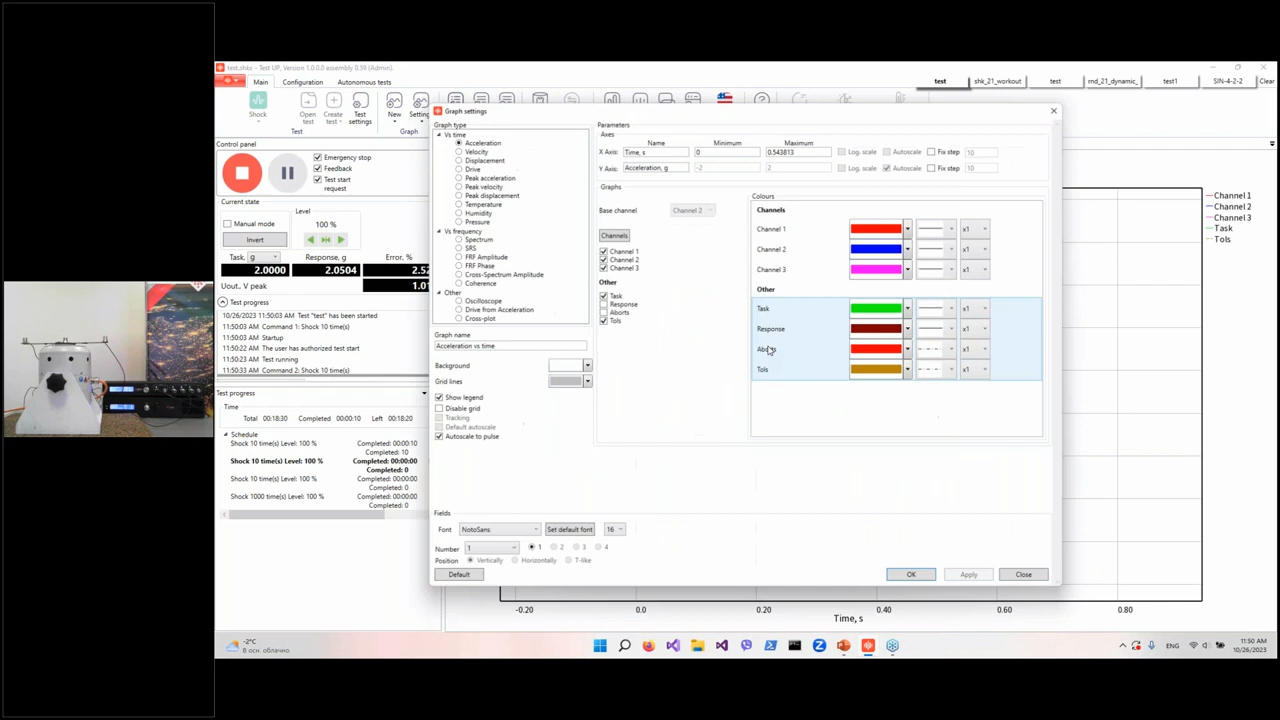 test.shks - Test UP, Version 1.0.0.0 assembly 0.59 (Admin).
Main Configuration Autonomous tests
test shk_21_workout test rnd_21_dynamic_ test1 SIN-4-2-2 Clear
Shock Open test Create test Test settings New Setting
Test Graph
Control panel
Emergency stop
Feedback
Test start request
Current state
Manual mode
Level
100 %
Invert
Task, g Response, g Error, %
2.0000 2.0504 2.52
Uout., V peak 1.01
Test progress
10/26/2023 Test "test" has been started
11:50:03 AM
11:50:03 AM Command 1: Shock 10 time(s)
11:50:03 AM Startup
11:50:22 AM The user has authorized test start
11:50:23 AM Test running
11:50:33 AM Command 2: Shock 10 time(s)
Test progress
Time
Total 00:18:30 Completed 00:00:10 Left 00:18:20
Schedule
Shock 10 time(s) Level: 100 % Completed: 00:00:10
Completed: 10
Shock 10 time(s) Level: 100 % Completed: 00:00:00
Completed: 0
Shock 10 time(s) Level: 100 % Completed: 00:00:00
Completed: 0
Shock 1000 time(s) Level: 100 % Completed: 00:00:00
Completed: 0
Graph settings
Graph type
Vs time
Acceleration
Velocity
Displacement
Drive
Peak acceleration
Peak velocity
Peak displacement
Temperature
Humidity
Pressure
Vs frequency
Spectrum
SRS
FRF Amplitude
FRF Phase
Cross-Spectrum Amplitude
Coherence
Other
Oscilloscope
Drive from Acceleration
Cross-plot
Graph name
Acceleration vs time
Background
Grid lines
Show legend
Disable grid
Tracking
Default autoscale
Autoscale to pulse
Parameters
Axes
Name Minimum Maximum
X Axis: Time, s 0 0.543813 Log. scale Autoscale Fix step 10
Y Axis: Acceleration, g -2 2 Log. scale Autoscale Fix step 10
Graphs
Base channel Channel 2
Channels
Channel 1
Channel 2
Channel 3
Other
Task
Response
Aborts
Tols
Colours
Channels
Channel 1 x1
Channel 2 x1
Channel 3 x1
Other
Task x1
Response x1
Aborts x1
Tols x1
Fields
Font NotoSans Set default font 16
Number 1 1 2 3 4
Position Vertically Horizontally T-like
Default OK Apply Close
Channel 1
Channel 2
Channel 3
Task
Tols
-0.20 0.0 0.20 0.40 0.60 0.80
Time, s
-2°C
В осн. облачно
ENG
11:50 AM
10/26/2023